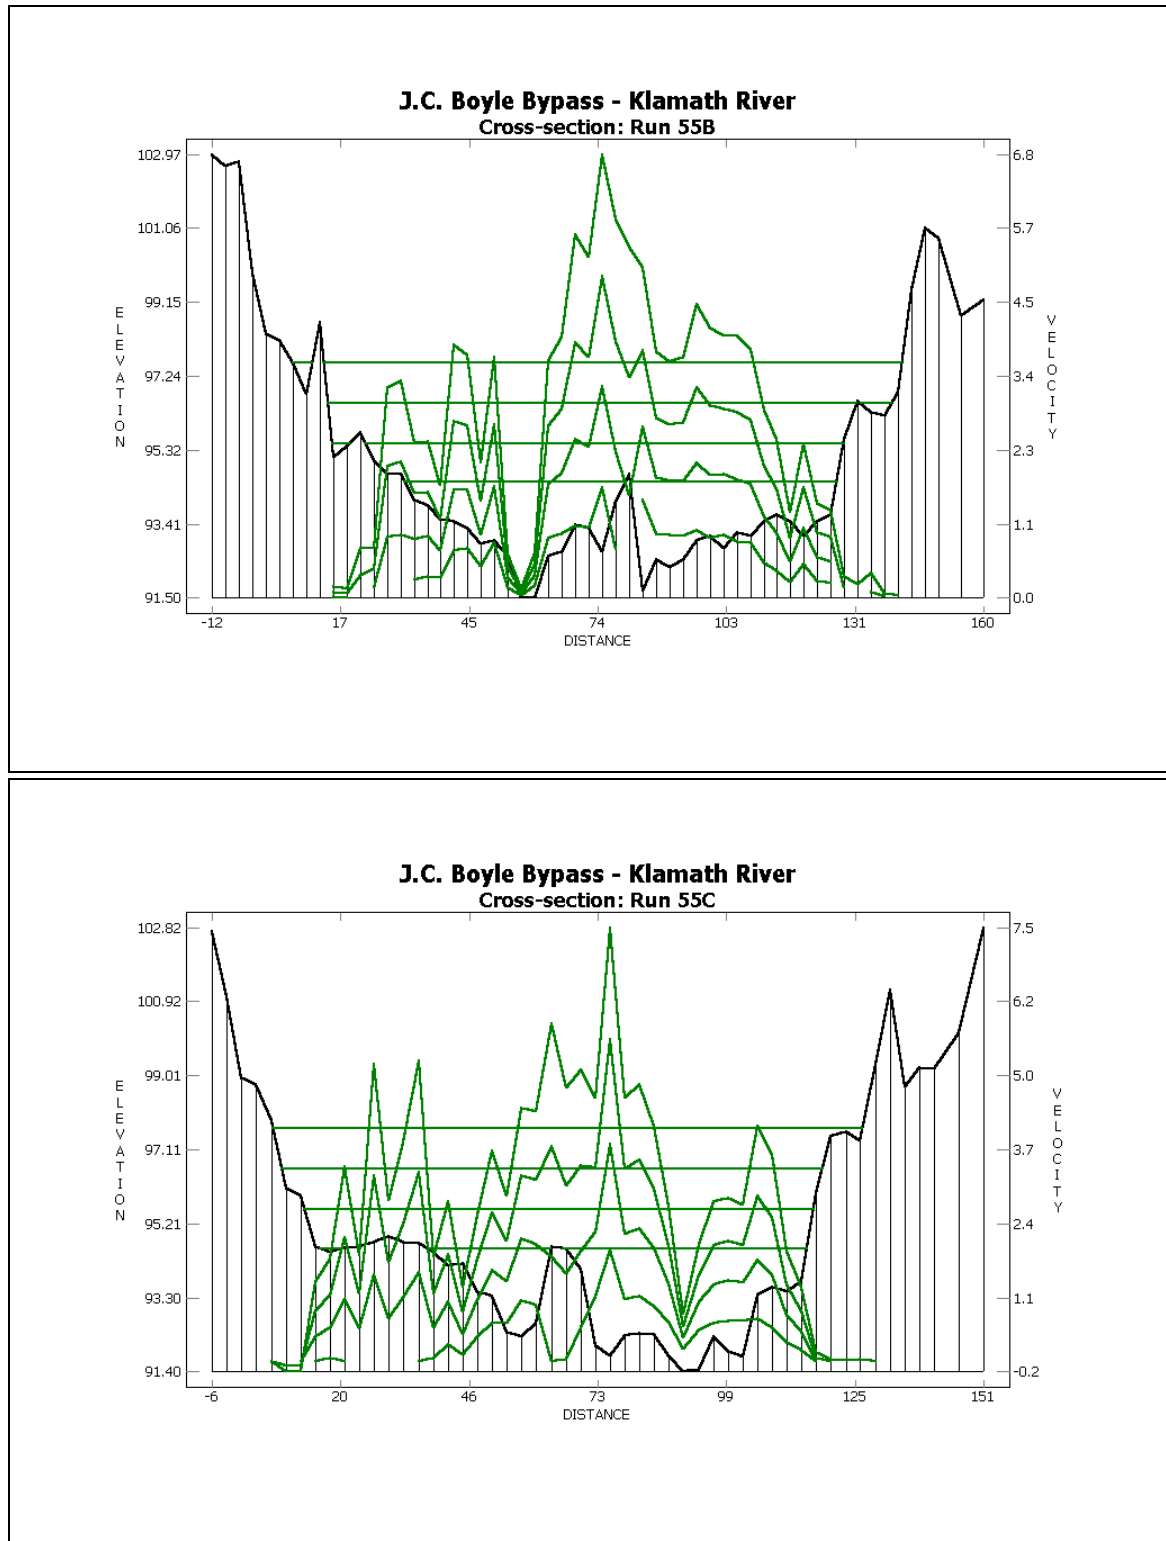 J.C. Boyle Bypass - Klamath River
Cross-section: Run 55B
102.97
101.06
99.15
97.24
95.32
93.41
91.50
ELEVATION
6.8
5.7
4.5
3.4
2.3
1.1
0.0
VELOCITY
-12 17 45 74 103 131 160
DISTANCE
J.C. Boyle Bypass - Klamath River
Cross-section: Run 55C
102.82
100.92
99.01
97.11
95.21
93.30
91.40
ELEVATION
7.5
6.2
5.0
3.7
2.4
1.1
-0.2
VELOCITY
-6 20 46 73 99 125 151
DISTANCE